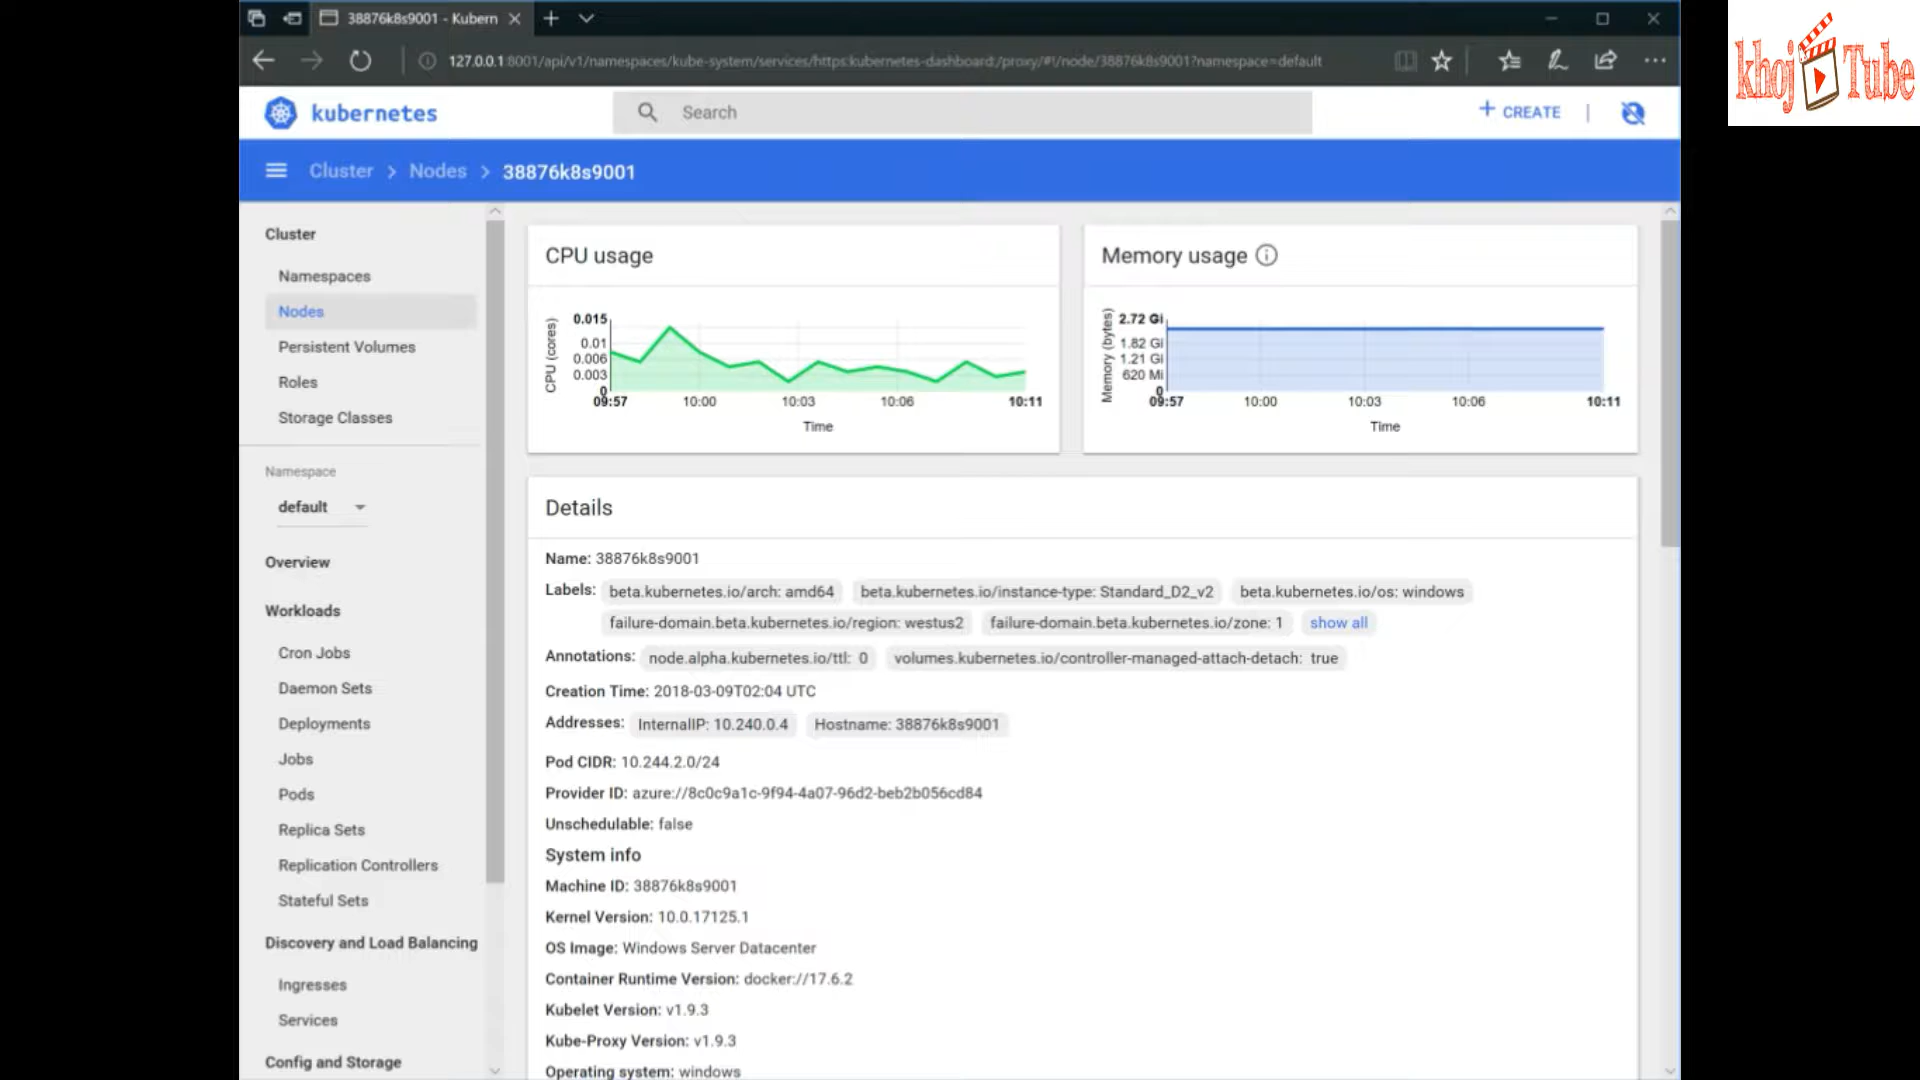 38876k8s9001 - Kubern
127.0.0.1:8001/api/v1/namespaces/kube-system/services/https:kubernetes-dashboard:/proxy/#!/node/38876k8s9001?namespace=default
khoj Tube
kubernetes
Search
+ CREATE
Cluster > Nodes > 38876k8s9001
Cluster
Namespaces
Nodes
Persistent Volumes
Roles
Storage Classes
Namespace
default
Overview
Workloads
Cron Jobs
Daemon Sets
Deployments
Jobs
Pods
Replica Sets
Replication Controllers
Stateful Sets
Discovery and Load Balancing
Ingresses
Services
Config and Storage
CPU usage
CPU (cores)
0.015
0.01
0.006
0.003
0
09:57 10:00 10:03 10:06 10:11
Time
Memory usage
Memory (bytes)
2.72 Gi
1.82 Gi
1.21 Gi
620 Mi
0
09:57 10:00 10:03 10:06 10:11
Time
Details
Name: 38876k8s9001
Labels: beta.kubernetes.io/arch: amd64 beta.kubernetes.io/instance-type: Standard_D2_v2 beta.kubernetes.io/os: windows
failure-domain.beta.kubernetes.io/region: westus2 failure-domain.beta.kubernetes.io/zone: 1 show all
Annotations: node.alpha.kubernetes.io/ttl: 0 volumes.kubernetes.io/controller-managed-attach-detach: true
Creation Time: 2018-03-09T02:04 UTC
Addresses: InternalIP: 10.240.0.4 Hostname: 38876k8s9001
Pod CIDR: 10.244.2.0/24
Provider ID: azure://8c0c9a1c-9f94-4a07-96d2-beb2b056cd84
Unschedulable: false
System info
Machine ID: 38876k8s9001
Kernel Version: 10.0.17125.1
OS Image: Windows Server Datacenter
Container Runtime Version: docker://17.6.2
Kubelet Version: v1.9.3
Kube-Proxy Version: v1.9.3
Operating system: windows